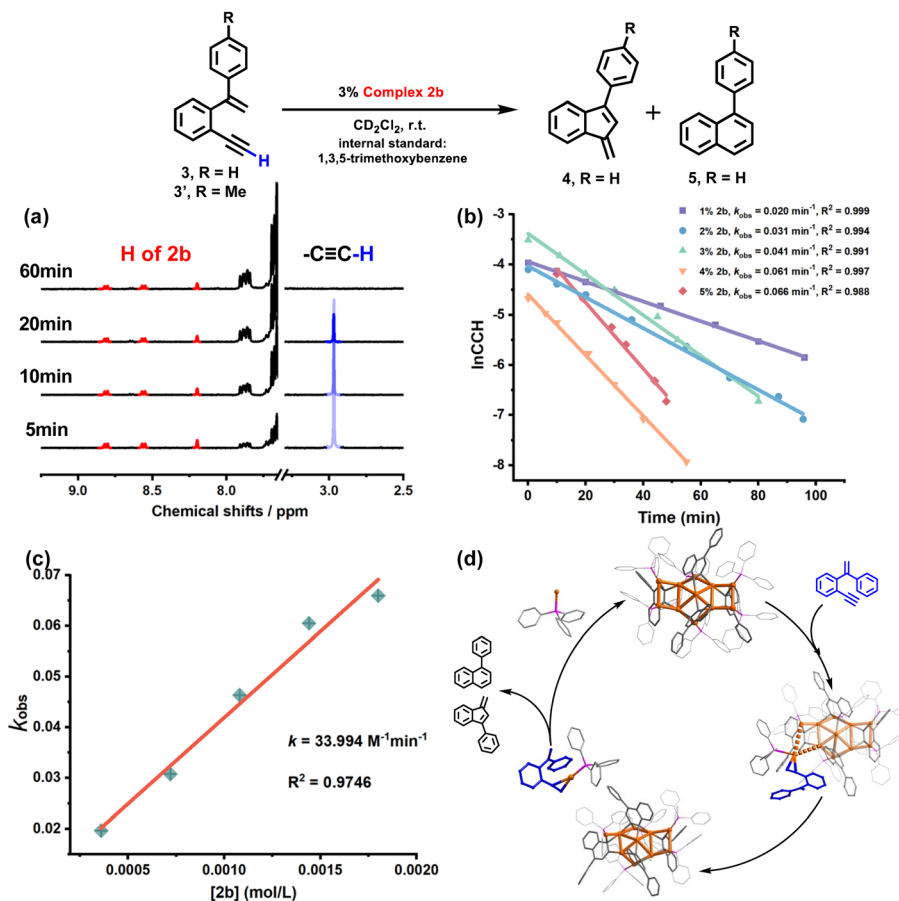 R
R
R
3% Complex 2b
CD2Cl2, r.t.
internal standard:
1,3,5-trimethoxybenzene
+
H
3, R = H
3', R = Me
4, R = H
5, R = H
(a)
H of 2b
-C≡C-H
60min
20min
10min
5min
9.0
8.5
8.0
3.0
2.5
Chemical shifts / ppm
(b)
1% 2b, kobs = 0.020 min-1, R2 = 0.999
2% 2b, kobs = 0.031 min-1, R2 = 0.994
3% 2b, kobs = 0.041 min-1, R2 = 0.991
4% 2b, kobs = 0.061 min-1, R2 = 0.997
5% 2b, kobs = 0.066 min-1, R2 = 0.988
-3
-4
-5
-6
-7
-8
lnCCH
0
20
40
60
80
100
Time (min)
(c)
0.07
0.06
0.05
0.04
0.03
0.02
kobs
k = 33.994 M-1min-1
R2 = 0.9746
0.0005
0.0010
0.0015
0.0020
[2b] (mol/L)
(d)